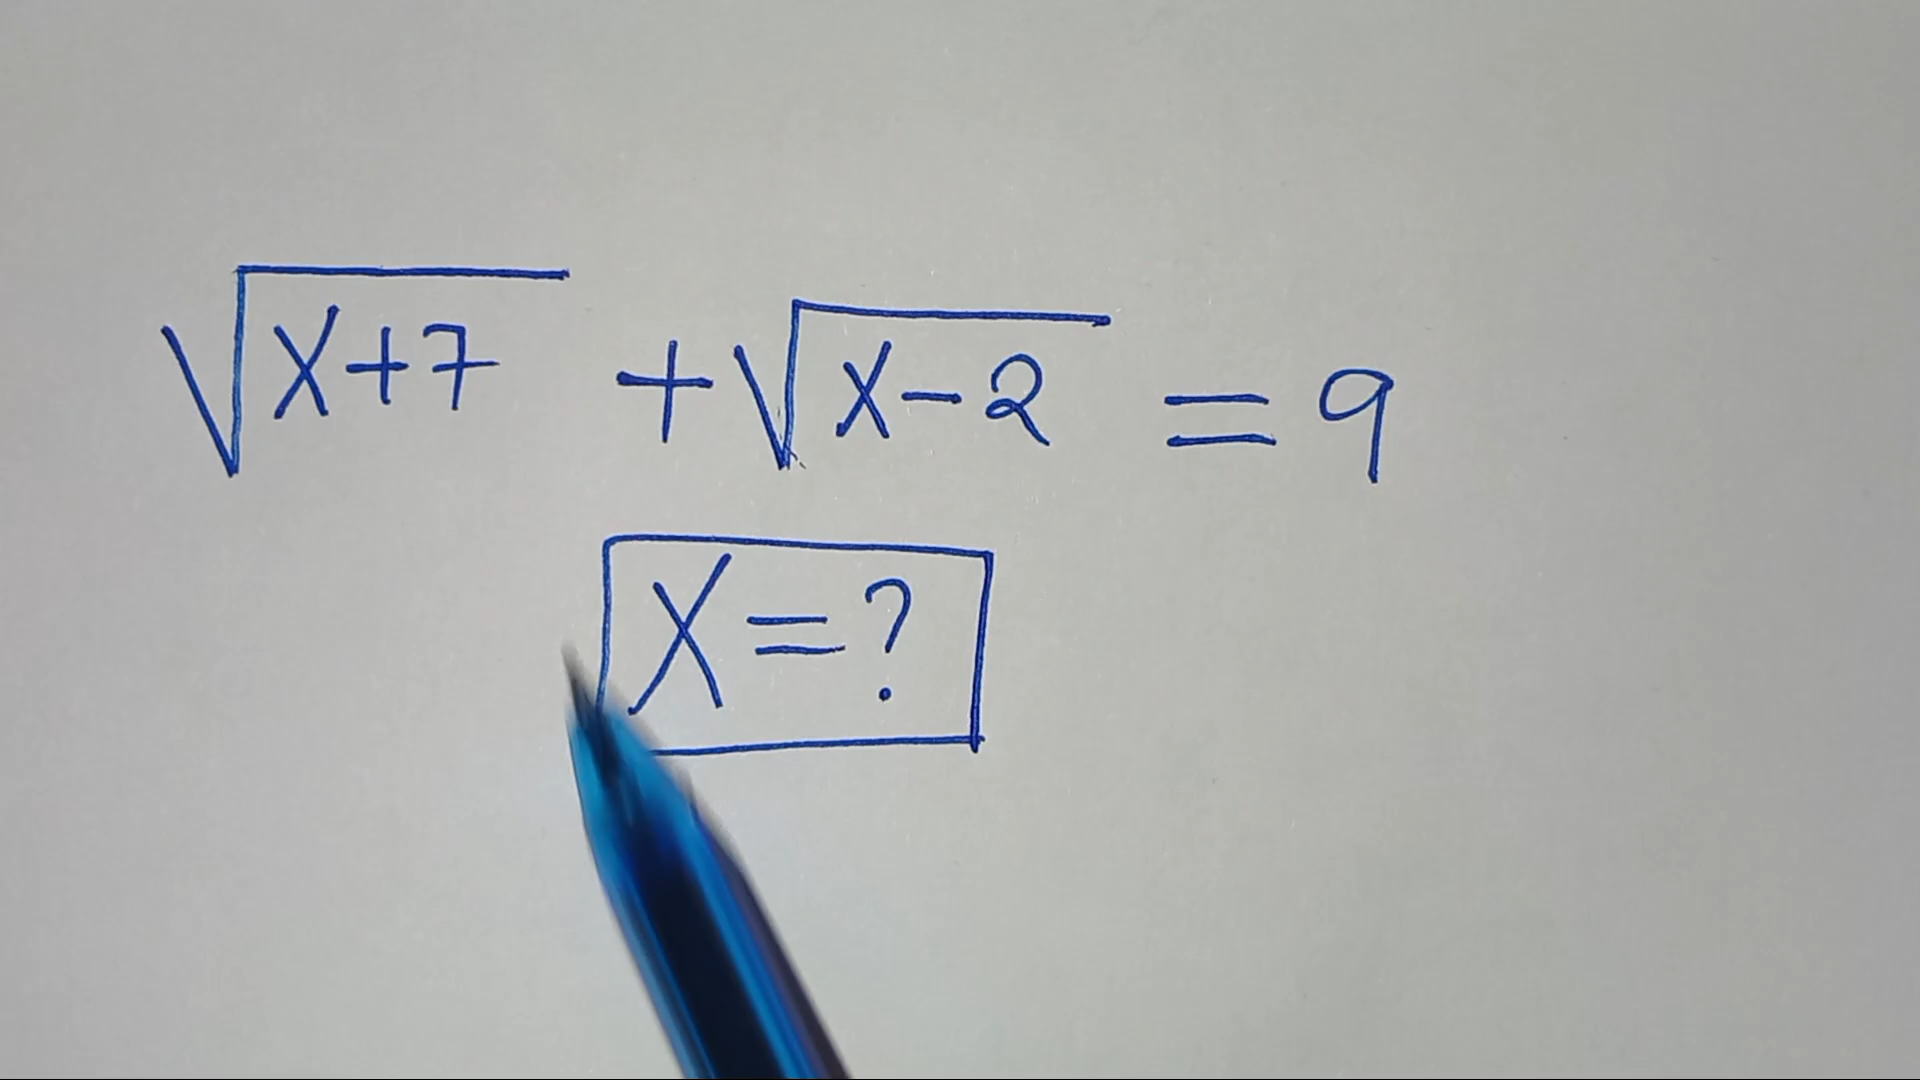 √(X+7) + √(X-2) = 9
X = ?